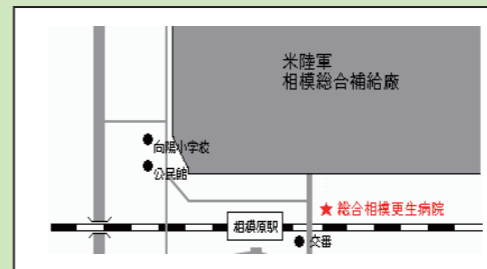 米陸軍
相模総合補給廠
向陽小学校
公民館
★ 総合相模更生病院
相模原駅
交番